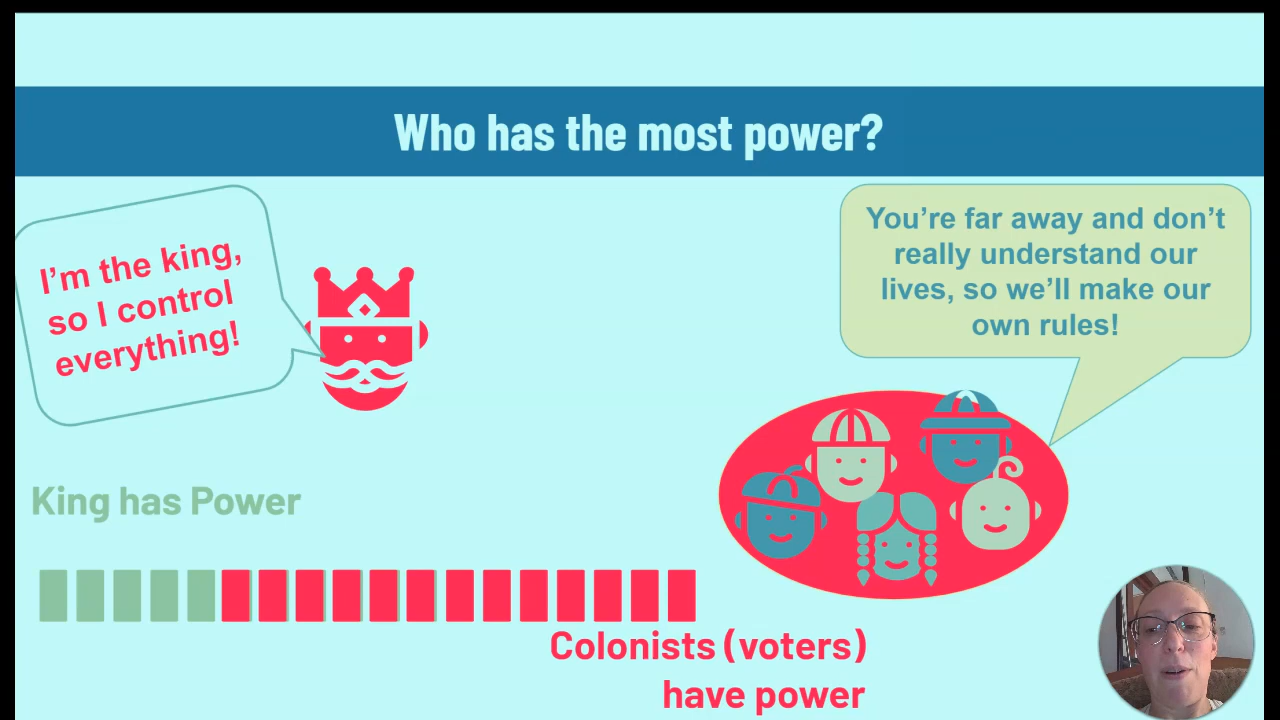 Who has the most power?
I'm the king,
so I control
everything!
You're far away and don't
really understand our
lives, so we'll make our
own rules!
King has Power
Colonists (voters)
have power